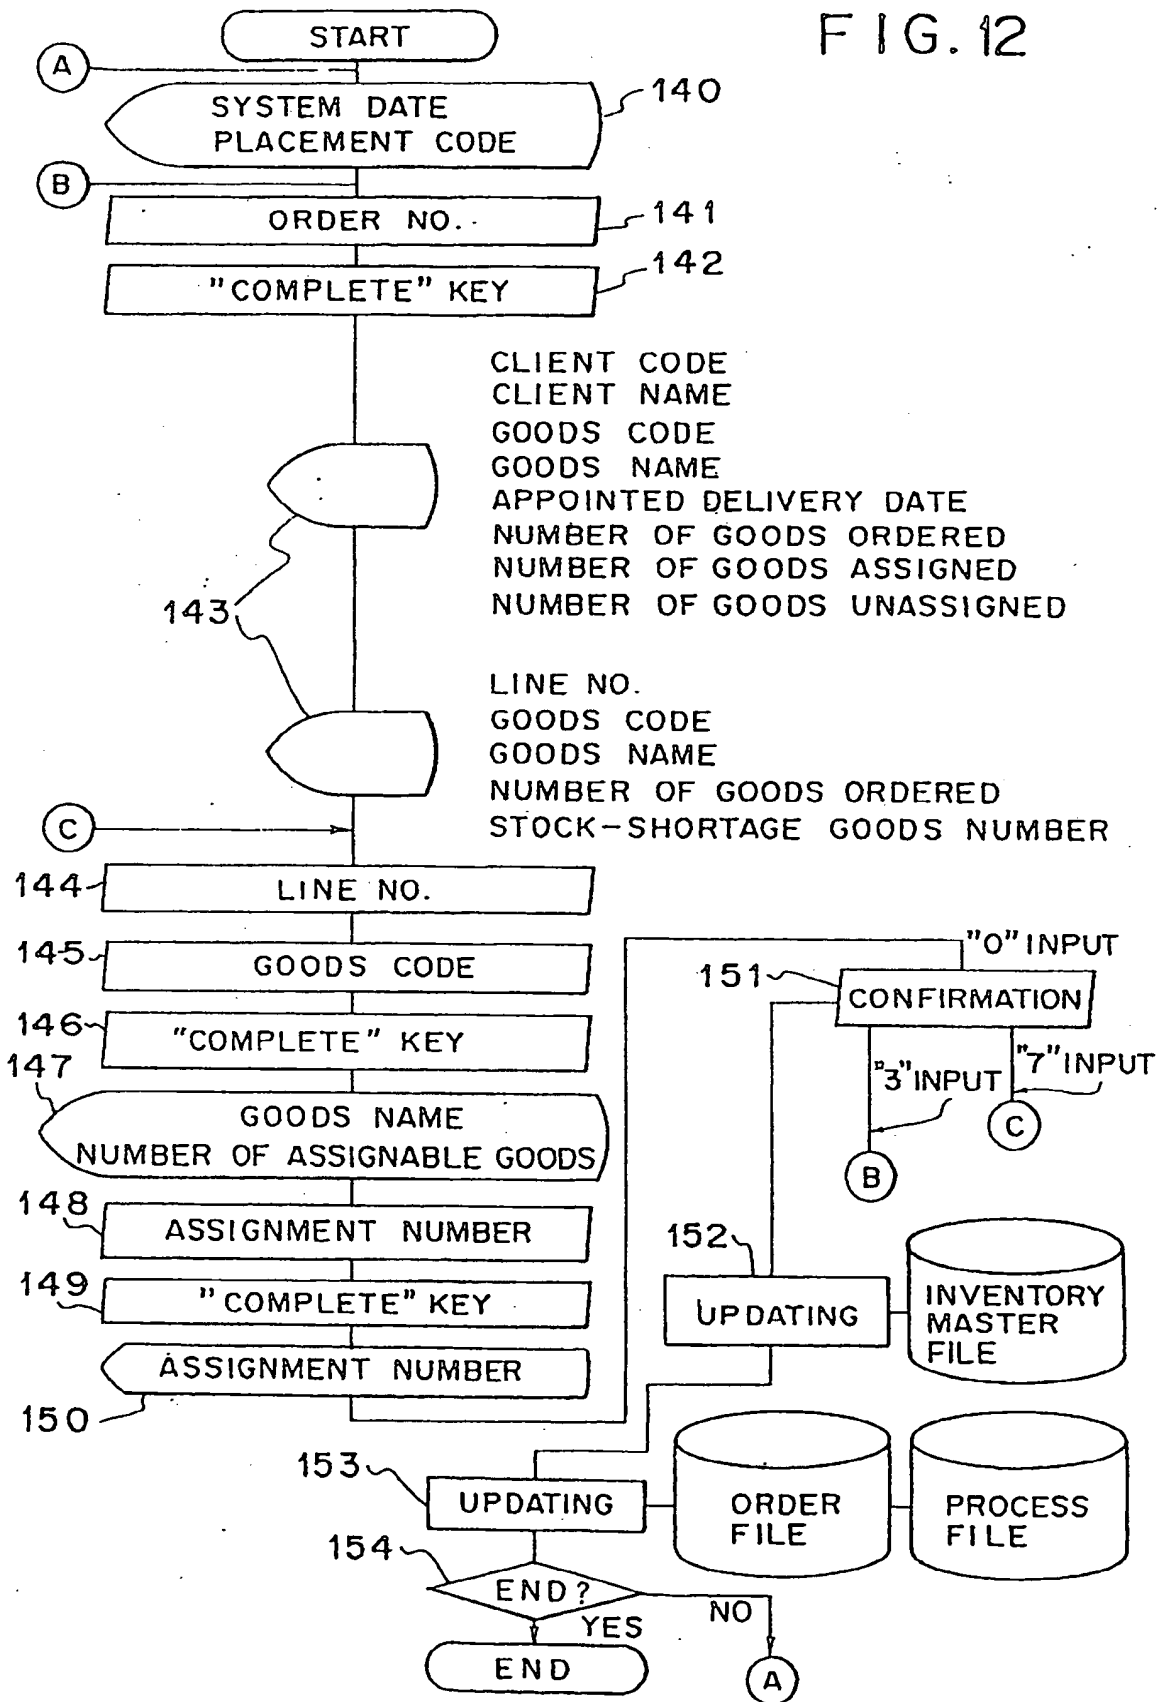 FIG. 12
START
A
SYSTEM DATE
PLACEMENT CODE
140
B
ORDER NO.
141
"COMPLETE" KEY
142
CLIENT CODE
CLIENT NAME
GOODS CODE
GOODS NAME
APPOINTED DELIVERY DATE
NUMBER OF GOODS ORDERED
NUMBER OF GOODS ASSIGNED
NUMBER OF GOODS UNASSIGNED
143
LINE NO.
GOODS CODE
GOODS NAME
NUMBER OF GOODS ORDERED
STOCK-SHORTAGE GOODS NUMBER
C
144
LINE NO.
145
GOODS CODE
146
"COMPLETE" KEY
147
GOODS NAME
NUMBER OF ASSIGNABLE GOODS
148
ASSIGNMENT NUMBER
149
"COMPLETE" KEY
ASSIGNMENT NUMBER
150
"0" INPUT
151
CONFIRMATION
"3" INPUT
"7" INPUT
C
B
152
UPDATING
INVENTORY
MASTER
FILE
153
UPDATING
ORDER
FILE
PROCESS
FILE
154
END?
YES
NO
END
A